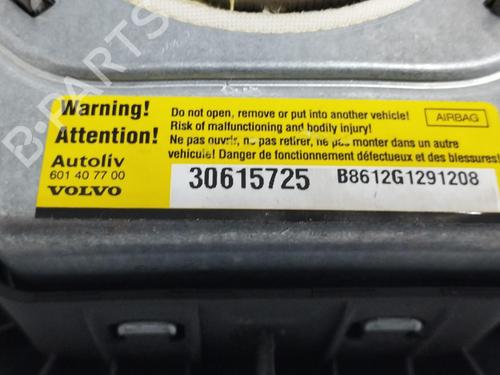 B-PARTS
Warning!
Attention!
Autoliv
601 40 77 00
VOLVO
Do not open, remove or put into another vehicle!
Risk of malfunctioning and bodily injury!
AIRBAG
Ne pas ouvrir, no pas retirer, ne pas monter dans un autre
vehicule! Danger de fonctionnement défectueux et des blessures!
30615725
B8612G1291208